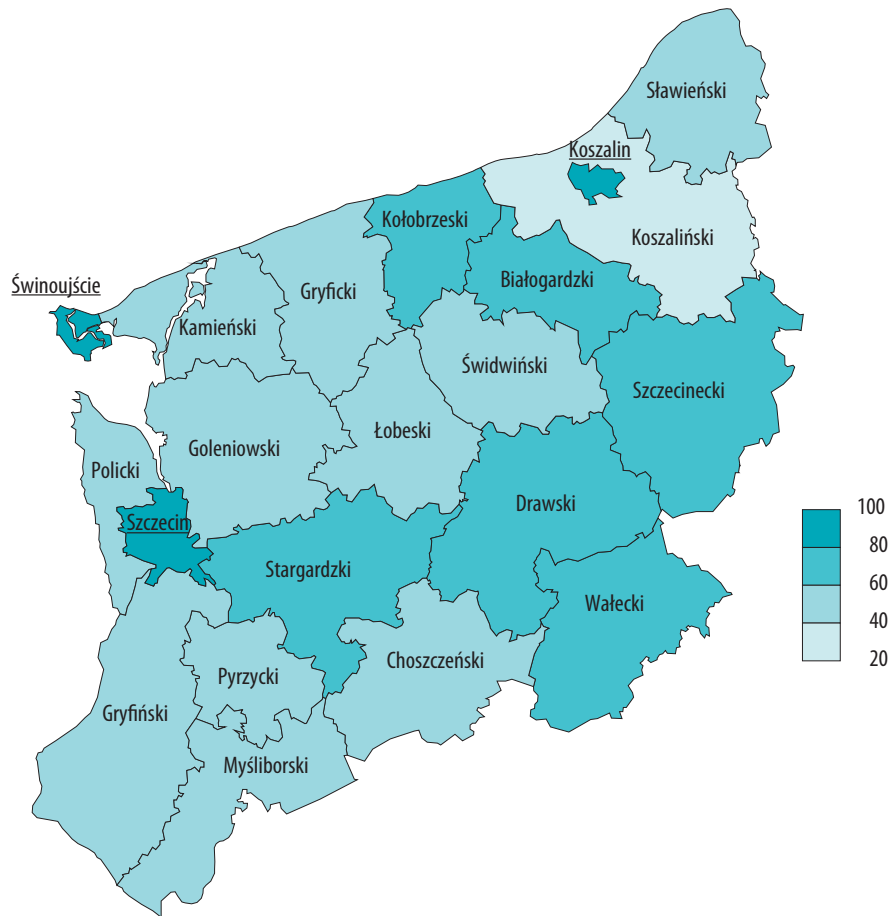 Sławieński
Koszalin
Kołobrzeski
Koszaliński
Białogardzki
Świnoujście
Gryficki
Kamieński
Świdwiński
Szczecinecki
Łobeski
Goleniowski
Policki
Drawski
Szczecin
Stargardzki
Wałecki
Choszczeński
Pyrzycki
Gryfiński
Myśliborski
100
80
60
40
20